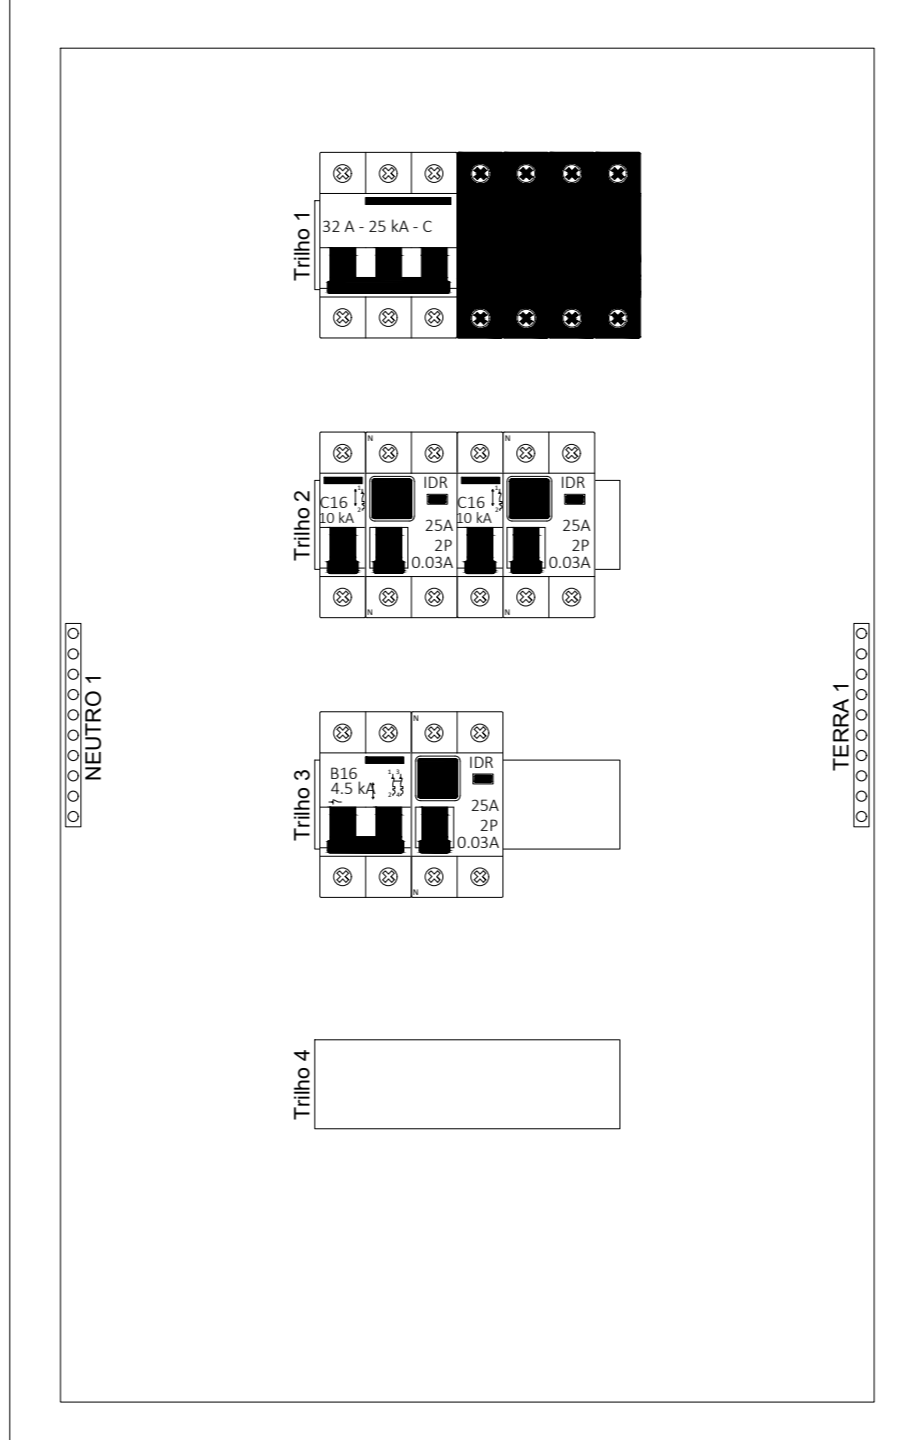 Trilho 1
32 A - 25 kA - C
Trilho 2
N
N
C16
10 kA
IDR
25A
2P
0.03A
C16
10 kA
IDR
25A
2P
0.03A
N
N
NEUTRO 1
TERRA 1
Trilho 3
N
B16
4.5 kA
IDR
25A
2P
0.03A
N
Trilho 4